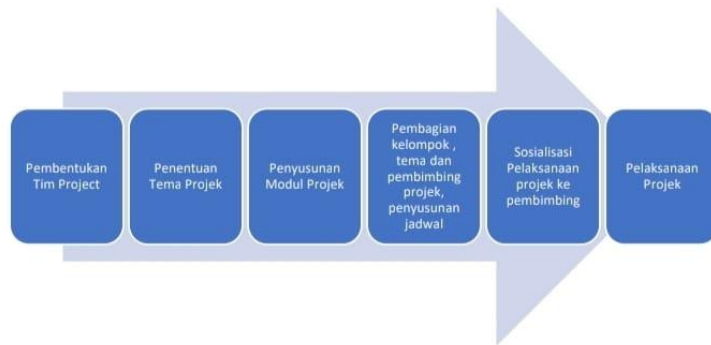 Pembentukan
Tim Project
Penentuan
Tema Projek
Penyusunan
Modul Projek
Pembagian
kelompok ,
tema dan
pembimbing
projek,
penyusunan
jadwal
Sosialisasi
Pelaksanaan
projek ke
pembimbing
Pelaksanaan
Projek